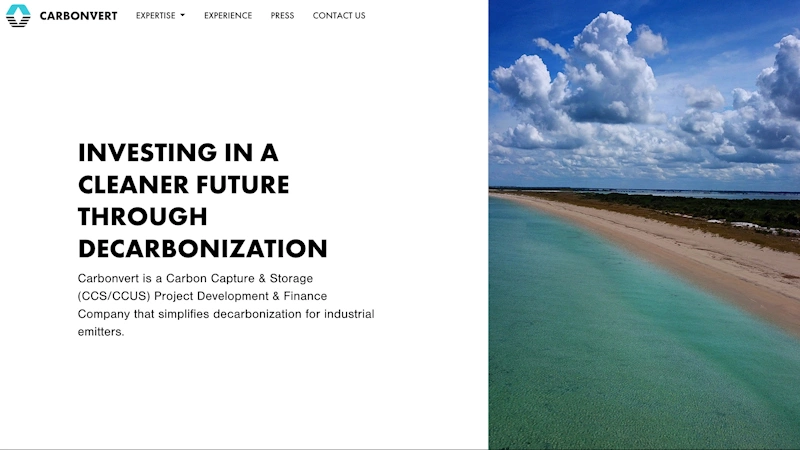 CARBONVERT
EXPERTISE
EXPERIENCE
PRESS
CONTACT US
INVESTING IN A
CLEANER FUTURE
THROUGH
DECARBONIZATION
Carbonvert is a Carbon Capture & Storage
(CCS/CCUS) Project Development & Finance
Company that simplifies decarbonization for industrial
emitters.